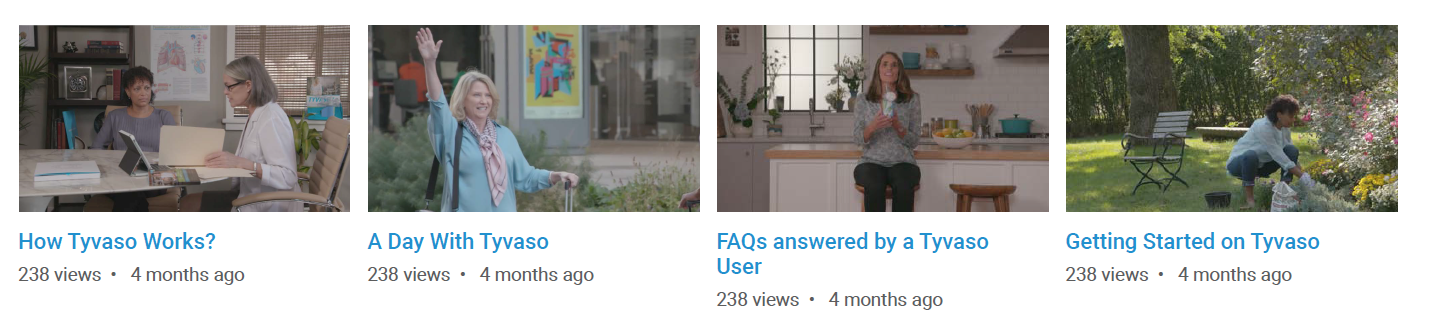 How Tyvaso Works?
238 views • 4 months ago
A Day With Tyvaso
238 views • 4 months ago
FAQs answered by a Tyvaso
User
238 views • 4 months ago
Getting Started on Tyvaso
238 views • 4 months ago